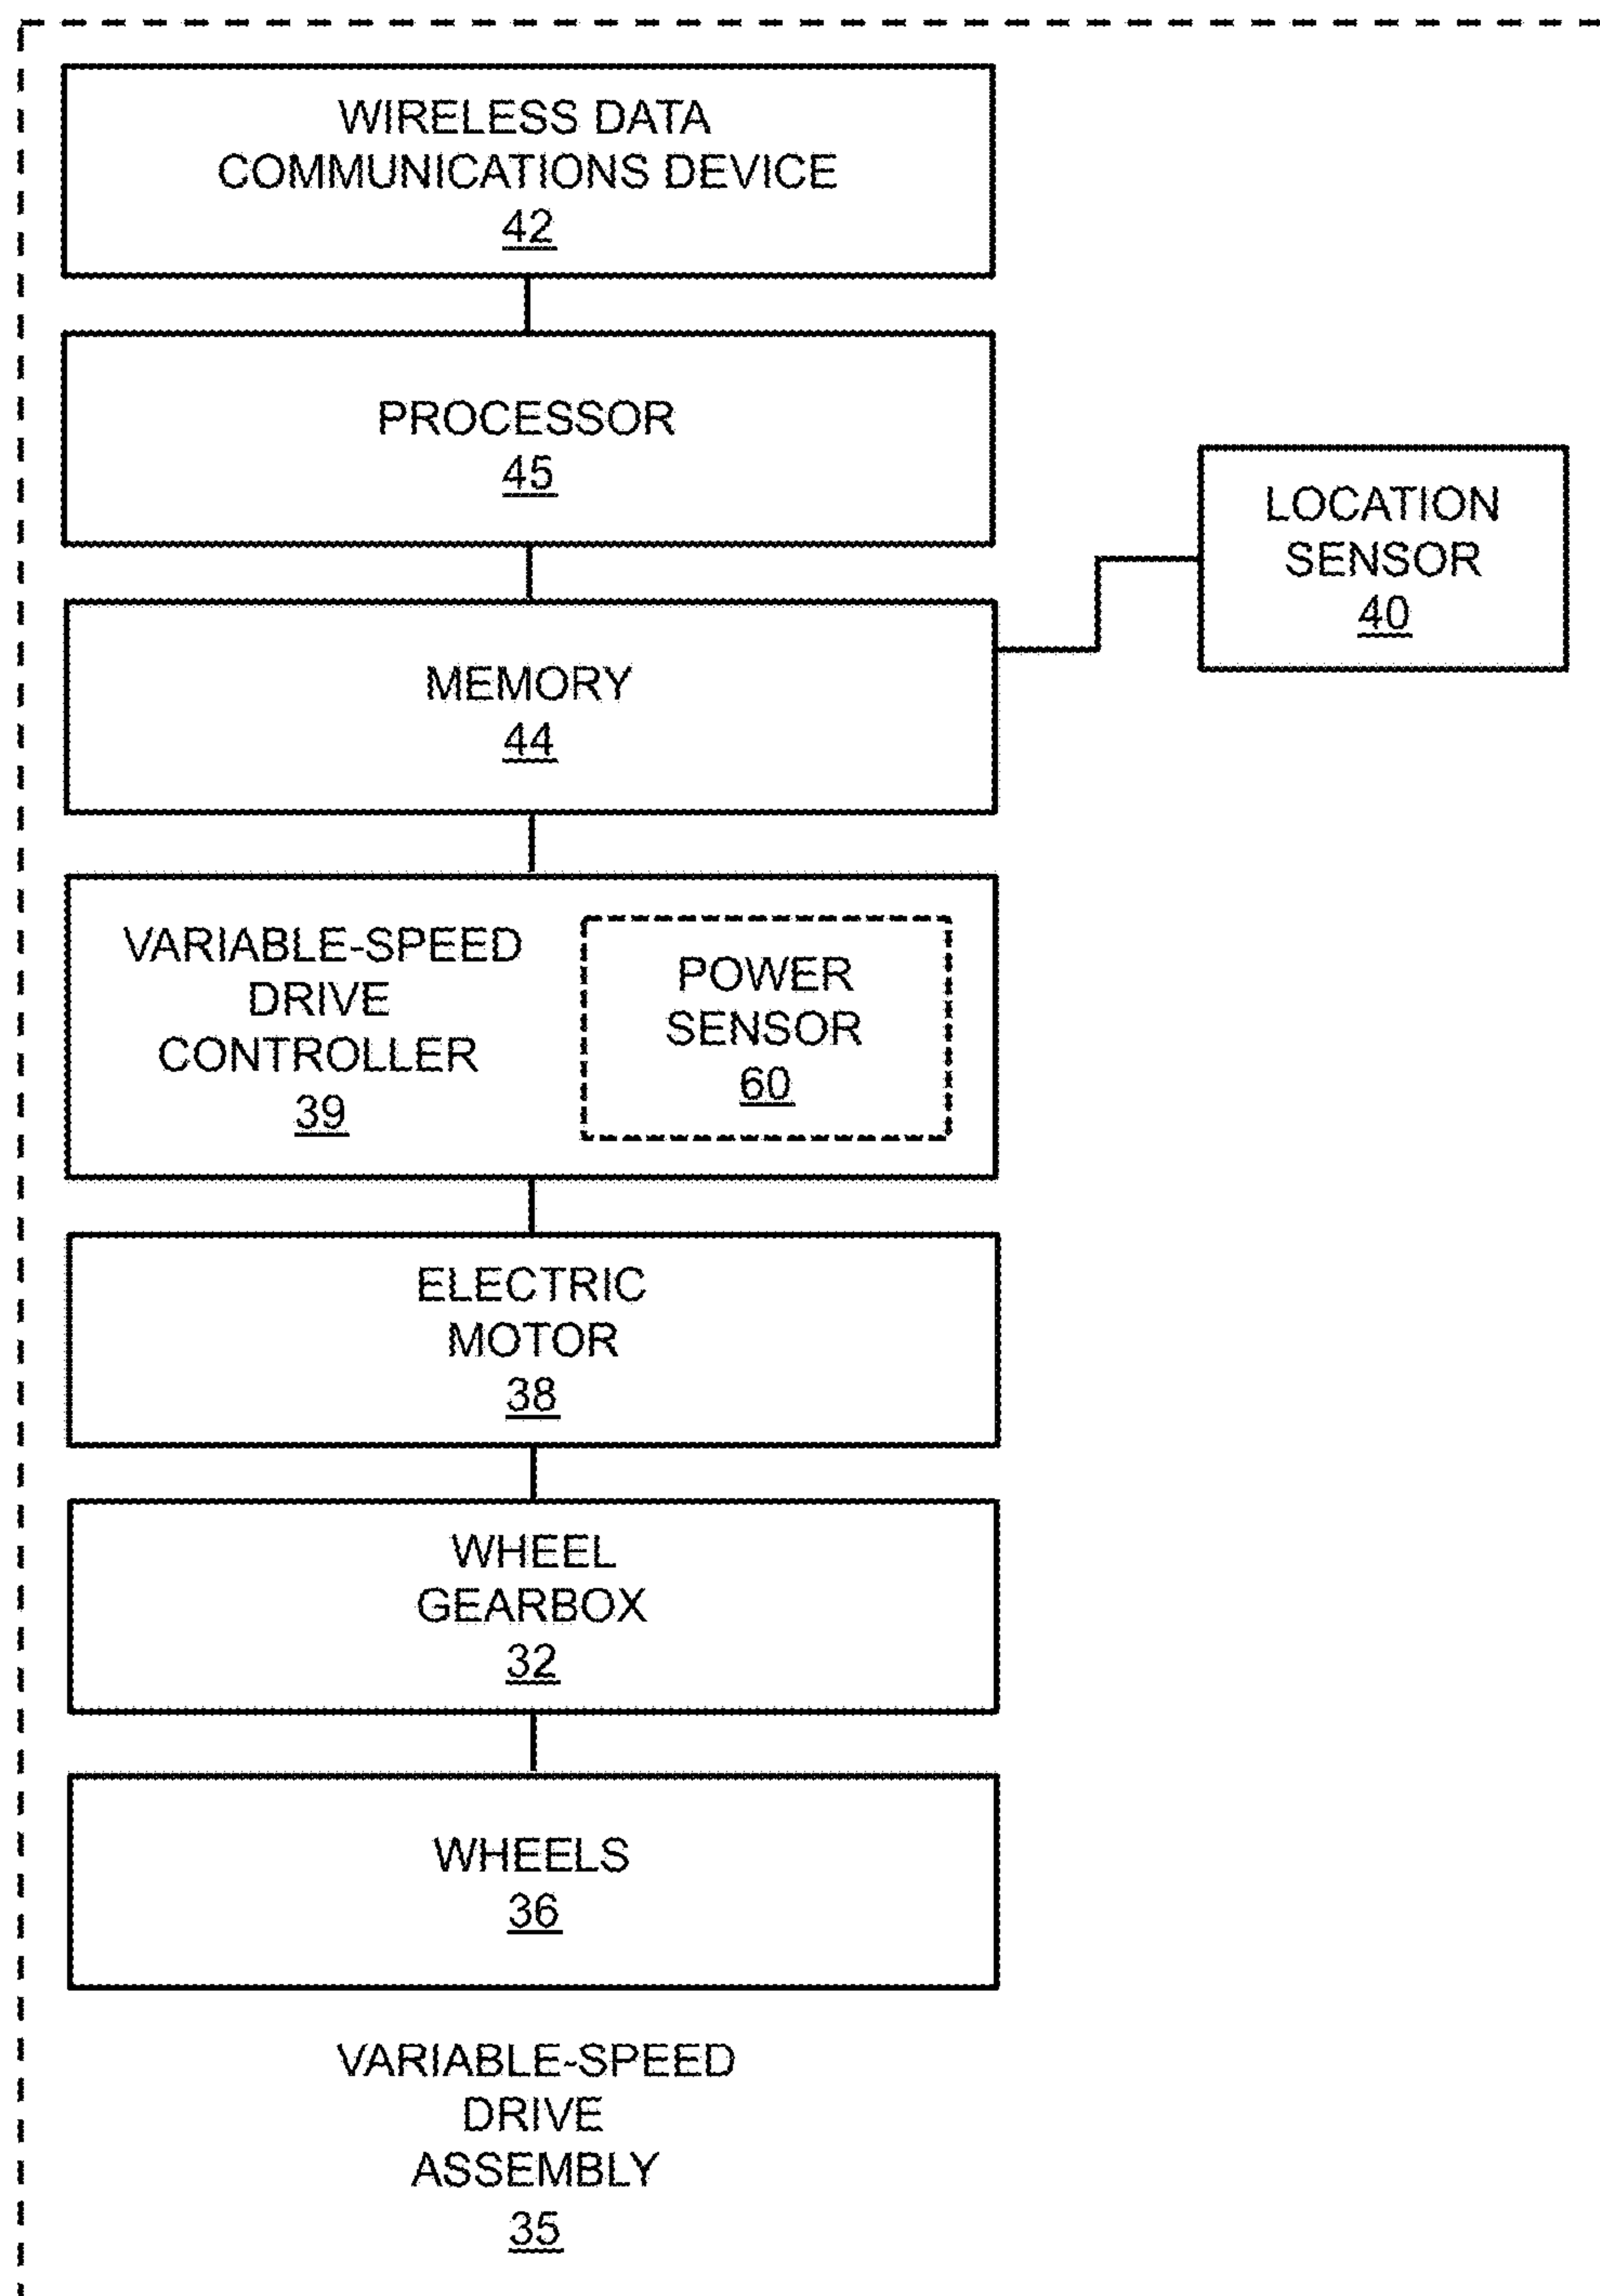 WIRELESS DATA
COMMUNICATIONS DEVICE
42
PROCESSOR
45
LOCATION
SENSOR
40
MEMORY
44
VARIABLE-SPEED
DRIVE
CONTROLLER
39
POWER
SENSOR
60
ELECTRIC
MOTOR
38
WHEEL
GEARBOX
32
WHEELS
36
VARIABLE-SPEED
DRIVE
ASSEMBLY
35